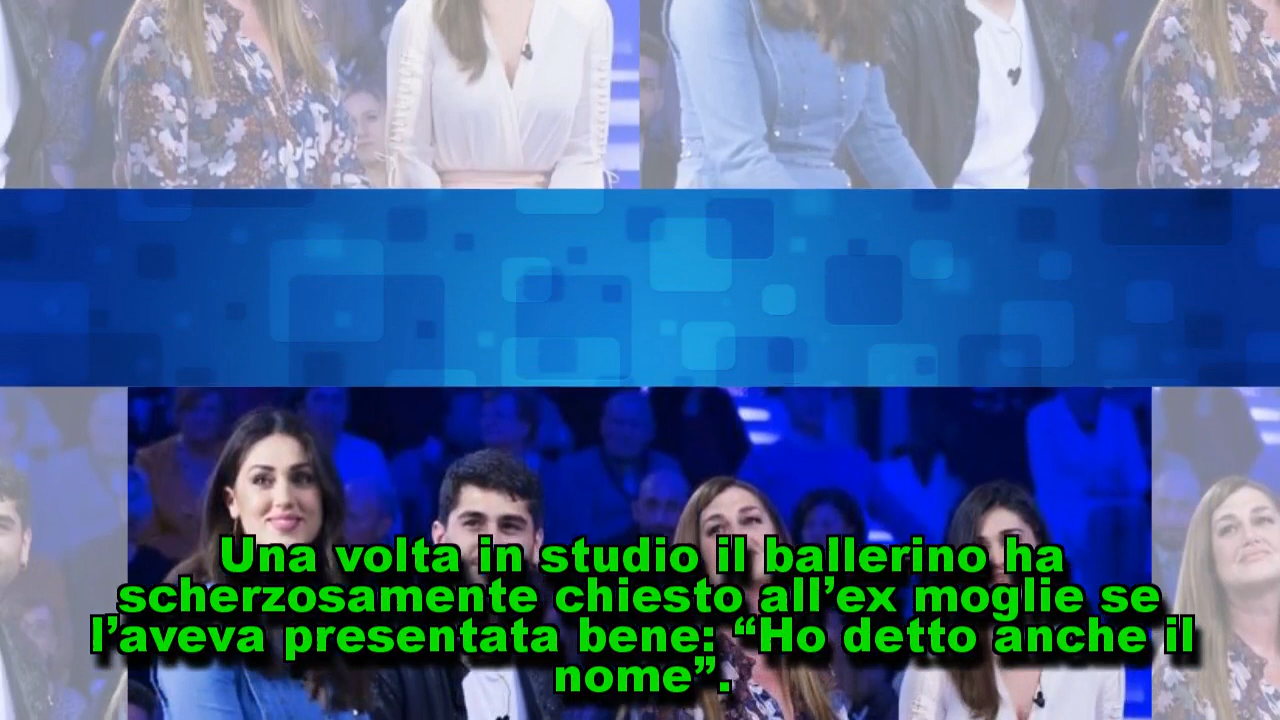 Una volta in studio il ballerino ha
scherzosamente chiesto all’ex moglie se
l’aveva presentata bene: “Ho detto anche il
nome”.